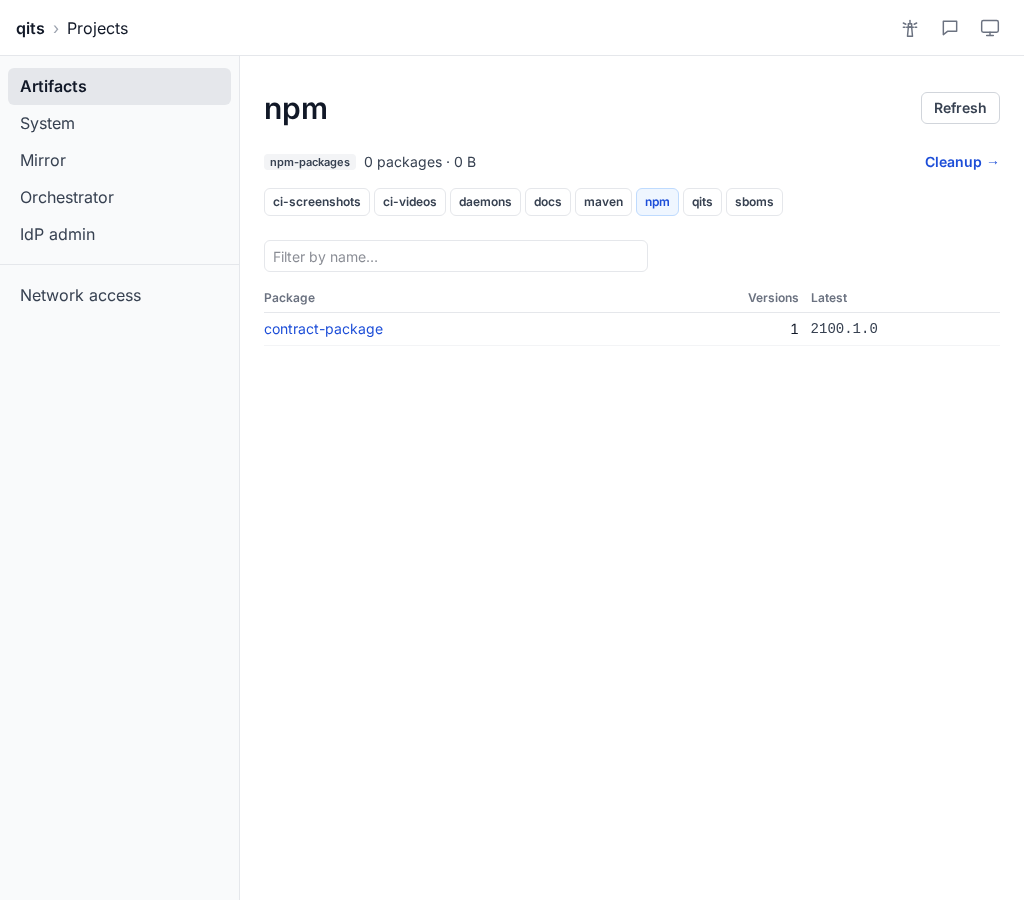 qits › Projects
Artifacts
System
Mirror
Orchestrator
IdP admin
Network access
npm
Refresh
npm-packages 0 packages · 0 B
Cleanup →
ci-screenshots ci-videos daemons docs maven npm qits sboms
Filter by name...
Package Versions Latest
contract-package 1 2100.1.0